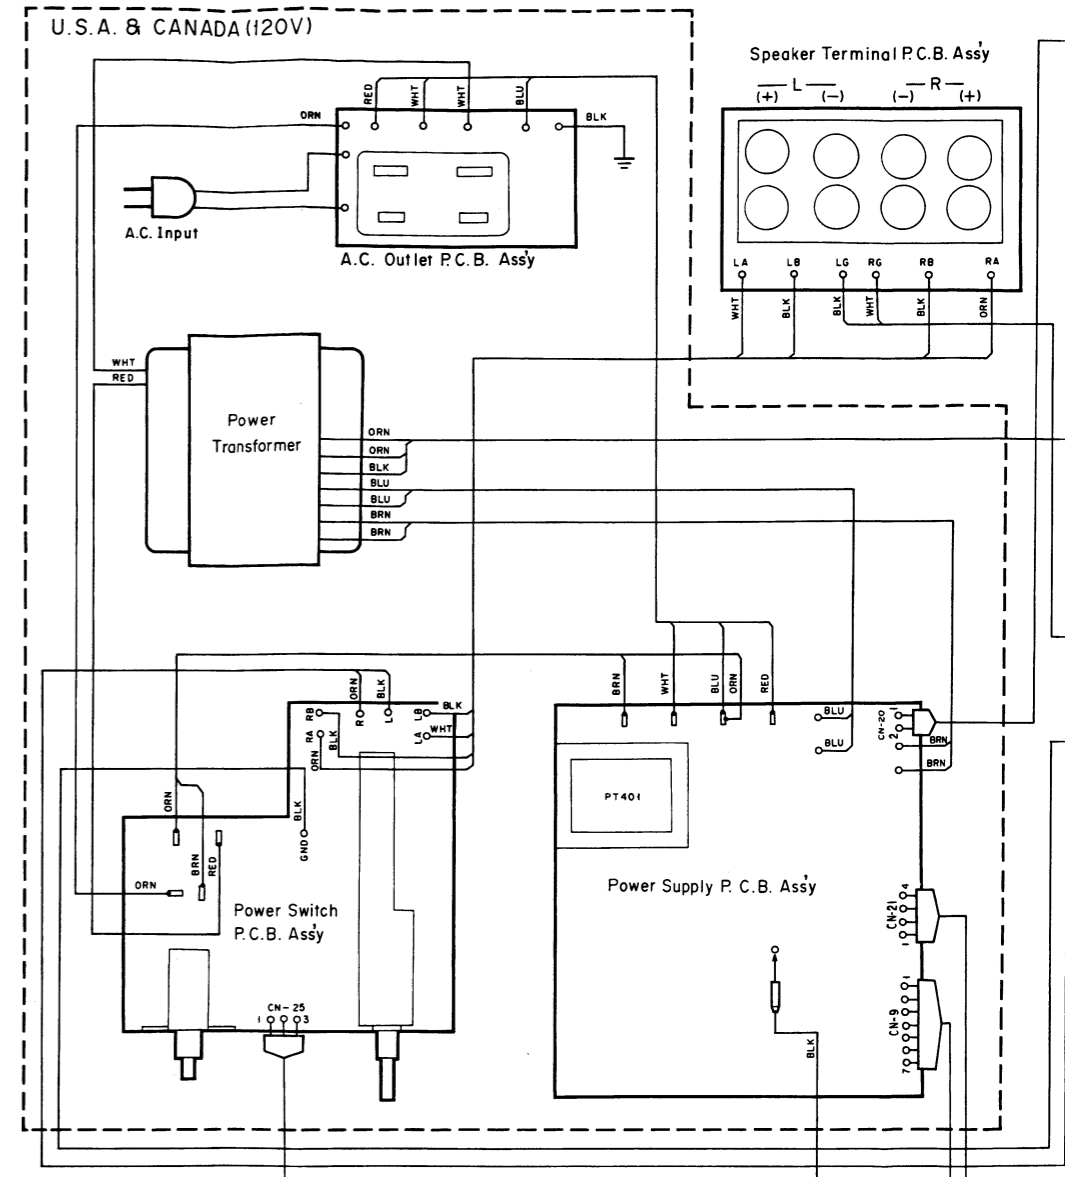 U.S.A. & CANADA (120V)
Speaker Terminal P.C.B. Ass'y
L R
(+) (-) (-) (+)
RED WHT WHT BLU
ORN BLK
A.C. Input
A.C. Outlet P.C.B. Ass'y
LA LB LG RG RB RA
WHT BLK BLK WHT BLK ORN
WHT
RED
Power
Transformer
ORN
ORN
BLK
BLU
BLU
BRN
BRN
ORN BLK
BRN WHT BLU ORN RED
RB R L LB BLK
RA BLK LA WHT
ORN
BLU
BLU
CN-20
1
2
BRN
BRN
PT401
ORN BLK
GND
BRN RED
ORN
Power Switch
P.C.B. Ass'y
Power Supply P.C.B. Ass'y
4
CN-21
1
1
CN-9
7
CN-25
1 3
BLK